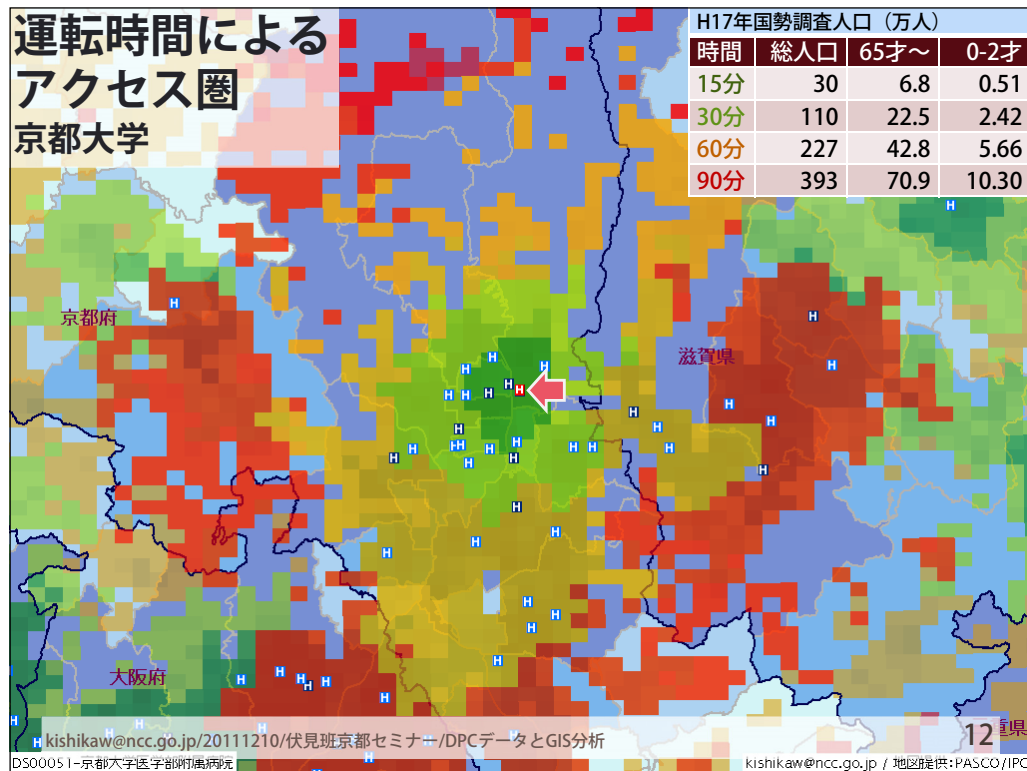 運転時間による
アクセス圏
京都大学
H17年国勢調査人口（万人）
時間 総人口 65才～ 0-2才
15分 30 6.8 0.51
30分 110 22.5 2.42
60分 227 42.8 5.66
90分 393 70.9 10.30
京都府
滋賀県
大阪府
重県
kishikaw@ncc.go.jp/20111210/伏見班京都セミナー/DPCデータとGIS分析
12
DS00051-京都大学医学部附属病院
kishikaw@ncc.go.jp / 地図提供:PASCO/IPC